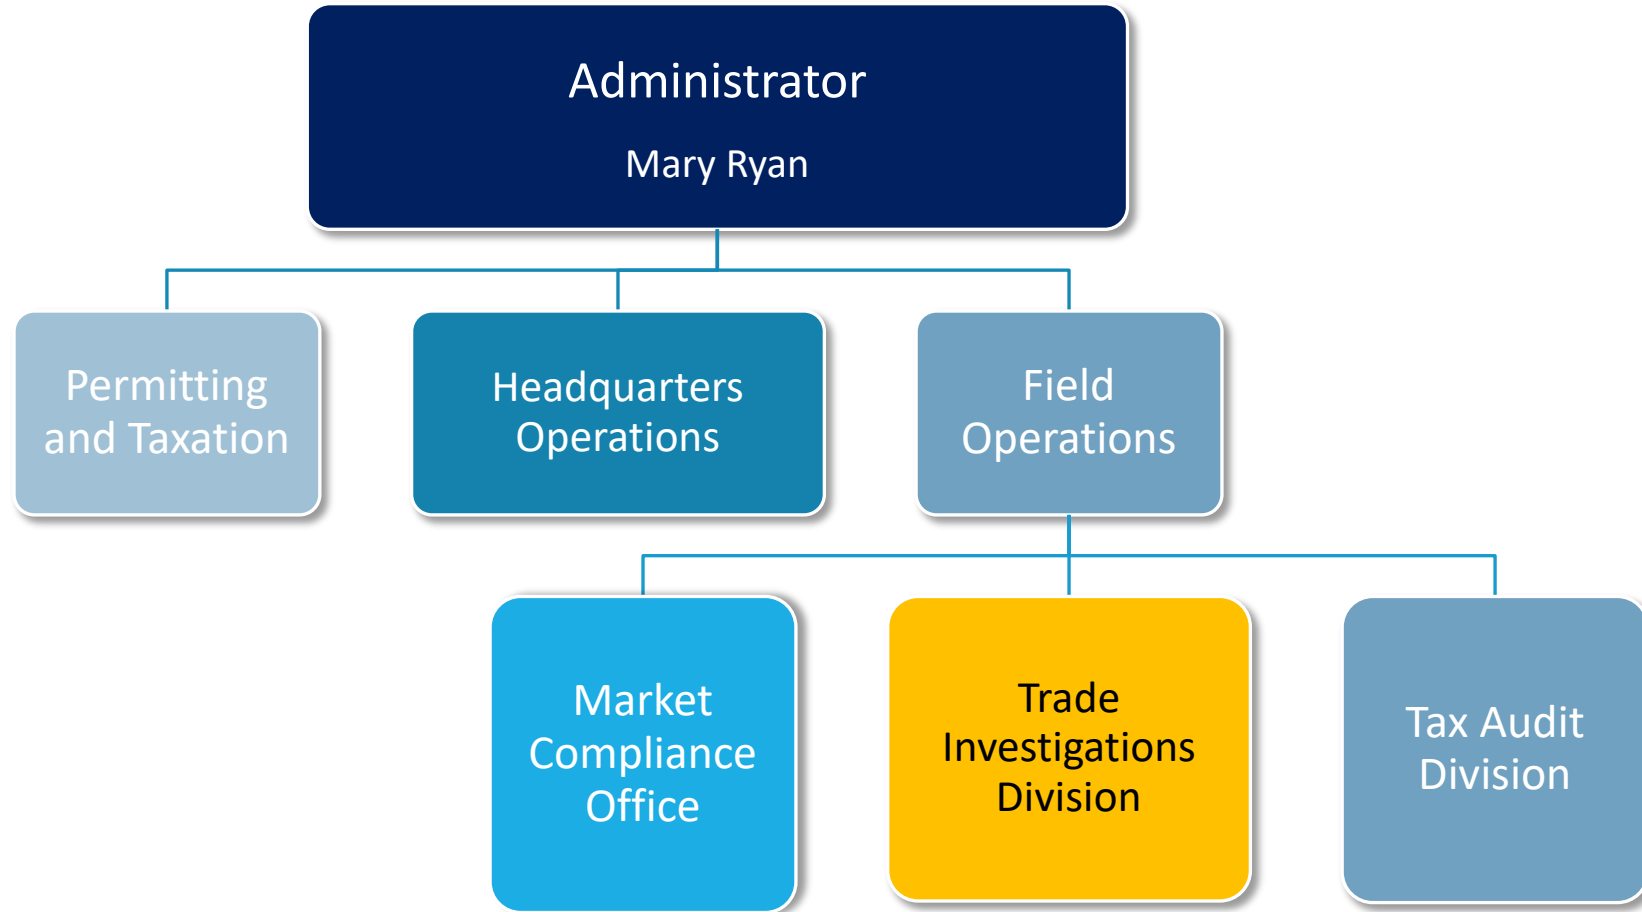 Administrator
Mary Ryan
Permitting
and Taxation
Headquarters
Operations
Field
Operations
Market
Compliance
Office
Trade
Investigations
Division
Tax Audit
Division